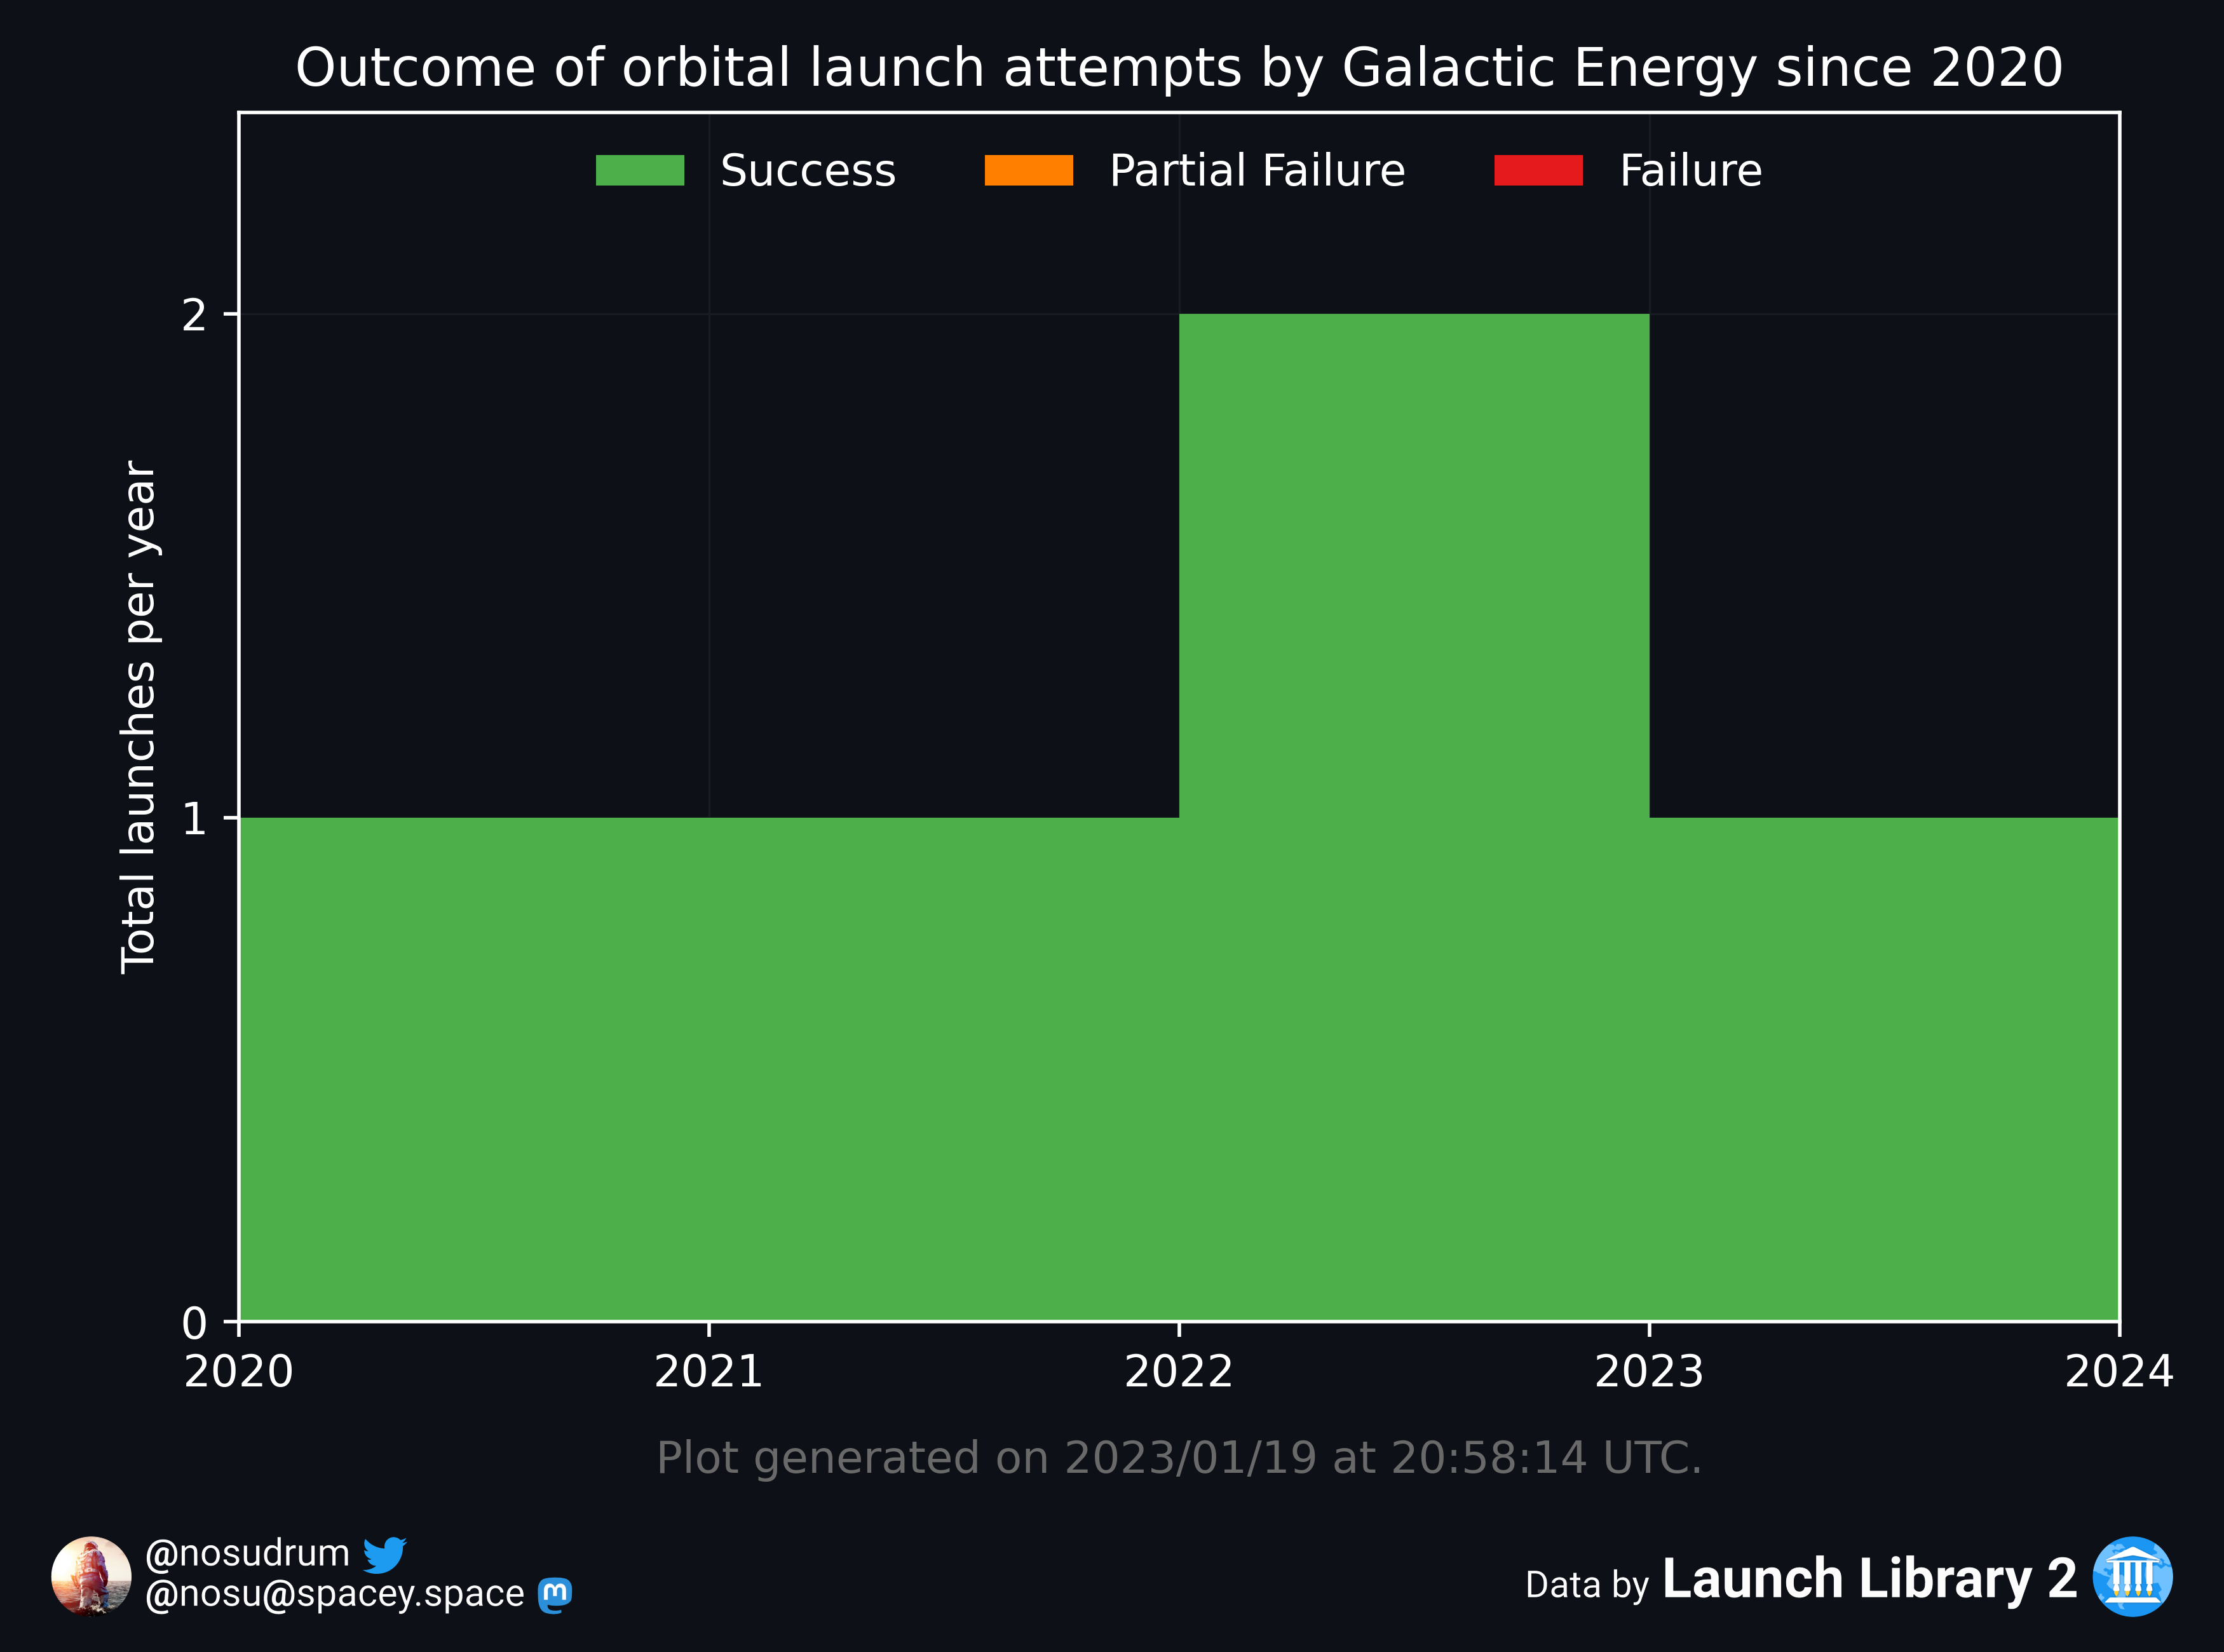 Outcome of orbital launch attempts by Galactic Energy since 2020
Success Partial Failure Failure
Total launches per year
2
1
0
2020 2021 2022 2023 2024
Plot generated on 2023/01/19 at 20:58:14 UTC.
@nosudrum
@nosu@spacey.space
Data by Launch Library 2